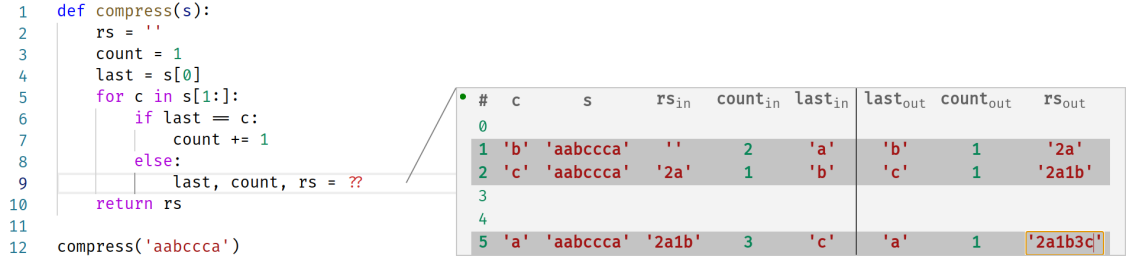 1 def compress(s):
2 rs = ''
3 count = 1
4 last = s[0]
5 for c in s[1:]:
6 if last == c:
7 count += 1
8 else:
9 last, count, rs = ??
10 return rs
11
12 compress('aabccca')
# c s rs_in count_in last_in last_out count_out rs_out
0
1 'b' 'aabccca' '' 2 'a' 'b' 1 '2a'
2 'c' 'aabccca' '2a' 1 'b' 'c' 1 '2a1b'
3
4
5 'a' 'aabccca' '2a1b' 3 'c' 'a' 1 '2a1b3c'